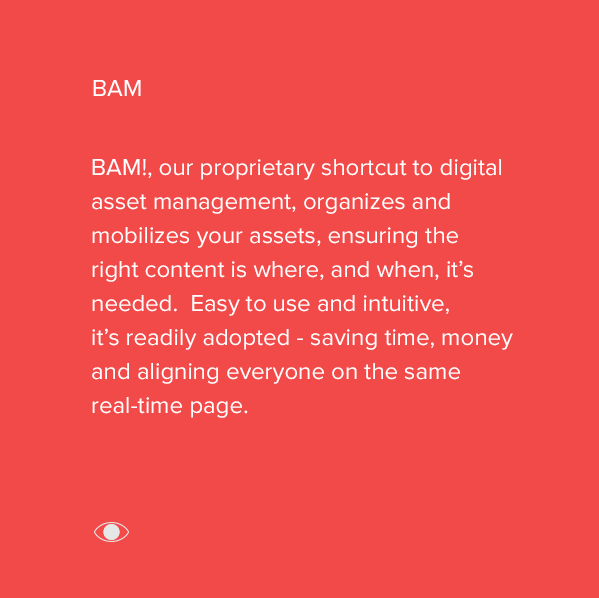 BAM
BAM!, our proprietary shortcut to digital
asset management, organizes and
mobilizes your assets, ensuring the
right content is where, and when, it’s
needed.  Easy to use and intuitive,
it’s readily adopted - saving time, money
and aligning everyone on the same
real-time page.